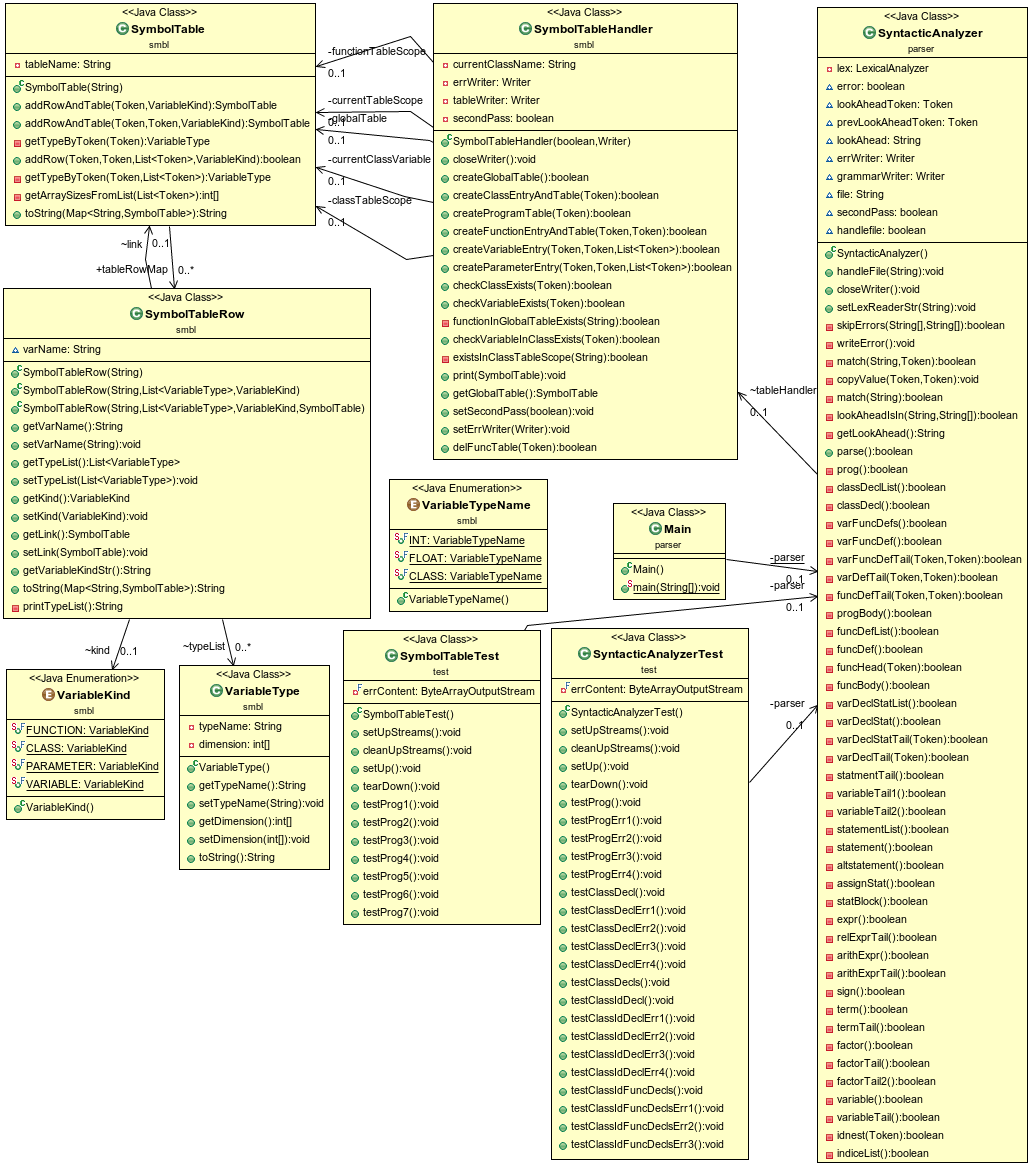 <<Java Class>>
SymbolTable
smbl
tableName: String
SymbolTable(String)
addRowAndTable(Token,VariableKind):SymbolTable
addRowAndTable(Token,Token,VariableKind):SymbolTable
getTypeByToken(Token):VariableType
addRow(Token,Token,List<Token>,VariableKind):boolean
getTypeByToken(Token,List<Token>):VariableType
getArraySizesFromList(List<Token>):int[]
toString(Map<String,SymbolTable>):String
-functionTableScope
0..1
-currentTableScope
0..1
-globalTable
0..1
-currentClassVariable
0..1
-classTableScope
0..1
<<Java Class>>
SymbolTableHandler
smbl
currentClassName: String
errWriter: Writer
tableWriter: Writer
secondPass: boolean
SymbolTableHandler(boolean,Writer)
closeWriter():void
createGlobalTable():boolean
createClassEntryAndTable(Token):boolean
createProgramTable(Token):boolean
createFunctionEntryAndTable(Token,Token):boolean
createVariableEntry(Token,Token,List<Token>):boolean
createParameterEntry(Token,Token,List<Token>):boolean
checkClassExists(Token):boolean
checkVariableExists(Token):boolean
functionInGlobalTableExists(String):boolean
checkVariableInClassExists(Token):boolean
existsInClassTableScope(String):boolean
print(SymbolTable):void
getGlobalTable():SymbolTable
setSecondPass(boolean):void
setErrWriter(Writer):void
delFuncTable(Token):boolean
~tableHandler
0..1
<<Java Class>>
SyntacticAnalyzer
parser
lex: LexicalAnalyzer
error: boolean
lookAheadToken: Token
prevLookAheadToken: Token
lookAhead: String
errWriter: Writer
grammarWriter: Writer
file: String
secondPass: boolean
handlefile: boolean
SyntacticAnalyzer()
handleFile(String):void
closeWriter():void
setLexReaderStr(String):void
skipErrors(String[],String[]):boolean
writeError():void
match(String,Token):boolean
copyValue(Token,Token):void
match(String):boolean
lookAheadIsIn(String,String[]):boolean
getLookAhead():String
parse():boolean
prog():boolean
classDeclList():boolean
classDecl():boolean
varFuncDefs():boolean
varFuncDef():boolean
varFuncDefTail(Token,Token):boolean
varDefTail(Token,Token):boolean
funcDefTail(Token,Token):boolean
progBody():boolean
funcDefList():boolean
funcDef():boolean
funcHead(Token):boolean
funcBody():boolean
varDeclStatList():boolean
varDeclStat():boolean
varDeclStatTail(Token):boolean
varDeclTail(Token):boolean
statmentTail():boolean
variableTail1():boolean
variableTail2():boolean
statementList():boolean
statement():boolean
altstatement():boolean
assignStat():boolean
statBlock():boolean
expr():boolean
relExprTail():boolean
arithExpr():boolean
arithExprTail():boolean
sign():boolean
term():boolean
termTail():boolean
factor():boolean
factorTail():boolean
factorTail2():boolean
variable():boolean
variableTail():boolean
idnest(Token):boolean
indiceList():boolean
~link
0..1
+tableRowMap
0..*
<<Java Class>>
SymbolTableRow
smbl
varName: String
SymbolTableRow(String)
SymbolTableRow(String,List<VariableType>,VariableKind)
SymbolTableRow(String,List<VariableType>,VariableKind,SymbolTable)
getVarName():String
setVarName(String):void
getTypeList():List<VariableType>
setTypeList(List<VariableType>):void
getKind():VariableKind
setKind(VariableKind):void
getLink():SymbolTable
setLink(SymbolTable):void
getVariableKindStr():String
toString(Map<String,SymbolTable>):String
printTypeList():String
<<Java Enumeration>>
VariableTypeName
smbl
INT: VariableTypeName
FLOAT: VariableTypeName
CLASS: VariableTypeName
VariableTypeName()
<<Java Class>>
Main
parser
Main()
main(String[]):void
-parser
0..1
-parser
0..1
-parser
0..1
~kind
0..1
~typeList
0..*
<<Java Enumeration>>
VariableKind
smbl
FUNCTION: VariableKind
CLASS: VariableKind
PARAMETER: VariableKind
VARIABLE: VariableKind
VariableKind()
<<Java Class>>
VariableType
smbl
typeName: String
dimension: int[]
VariableType()
getTypeName():String
setTypeName(String):void
getDimension():int[]
setDimension(int[]):void
toString():String
<<Java Class>>
SymbolTableTest
test
errContent: ByteArrayOutputStream
SymbolTableTest()
setUpStreams():void
cleanUpStreams():void
setUp():void
tearDown():void
testProg1():void
testProg2():void
testProg3():void
testProg4():void
testProg5():void
testProg6():void
testProg7():void
<<Java Class>>
SyntacticAnalyzerTest
test
errContent: ByteArrayOutputStream
SyntacticAnalyzerTest()
setUpStreams():void
cleanUpStreams():void
setUp():void
tearDown():void
testProg():void
testProgErr1():void
testProgErr2():void
testProgErr3():void
testProgErr4():void
testClassDecl():void
testClassDeclErr1():void
testClassDeclErr2():void
testClassDeclErr3():void
testClassDeclErr4():void
testClassDecls():void
testClassIdDecl():void
testClassIdDeclErr1():void
testClassIdDeclErr2():void
testClassIdDeclErr3():void
testClassIdDeclErr4():void
testClassIdFuncDecls():void
testClassIdFuncDeclsErr1():void
testClassIdFuncDeclsErr2():void
testClassIdFuncDeclsErr3():void